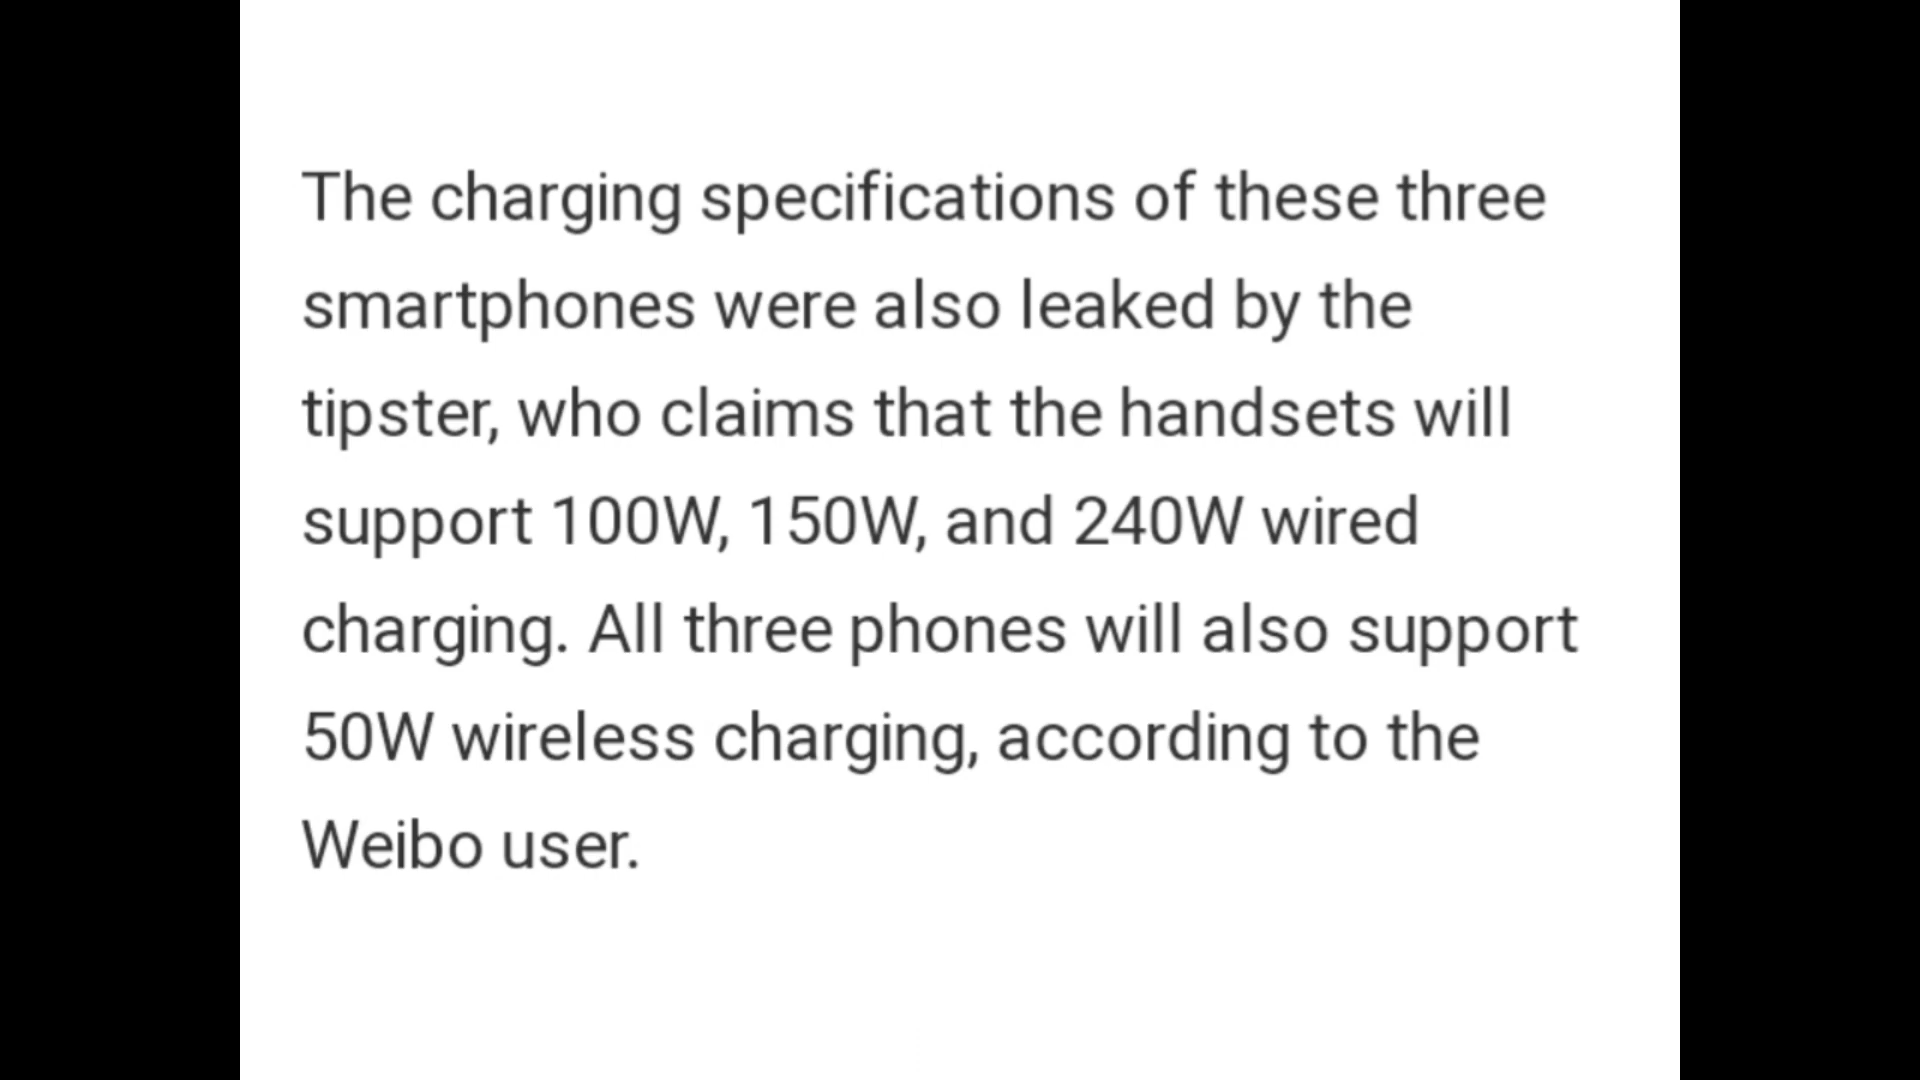 The charging specifications of these three
smartphones were also leaked by the
tipster, who claims that the handsets will
support 100W, 150W, and 240W wired
charging. All three phones will also support
50W wireless charging, according to the
Weibo user.